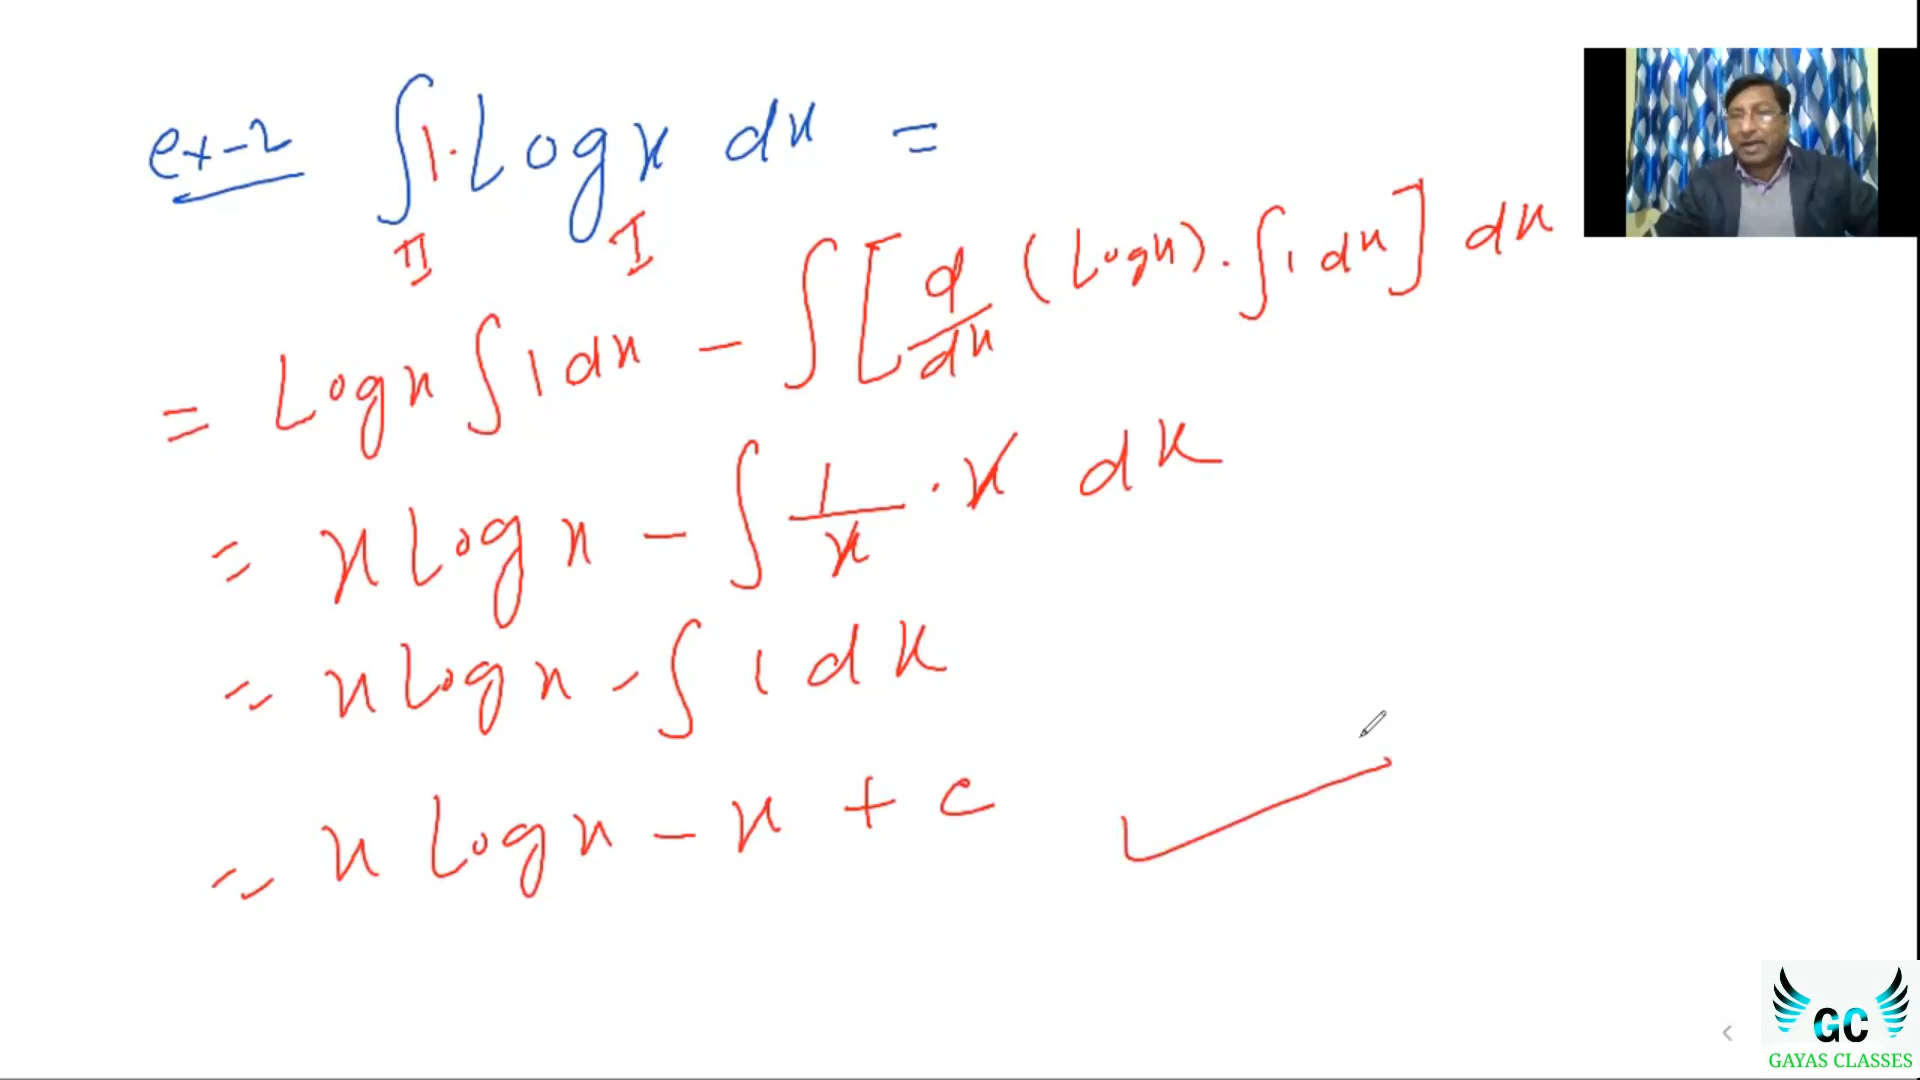 ex-2 ∫1·Logx dx =
II I
= Logx ∫1dx - ∫[d/dx (Logx)·∫1dx] dx
= x Logx - ∫ 1/x · x dx
= x Logx - ∫ 1 dx
= x Logx - x + c
GC
GAYAS CLASSES